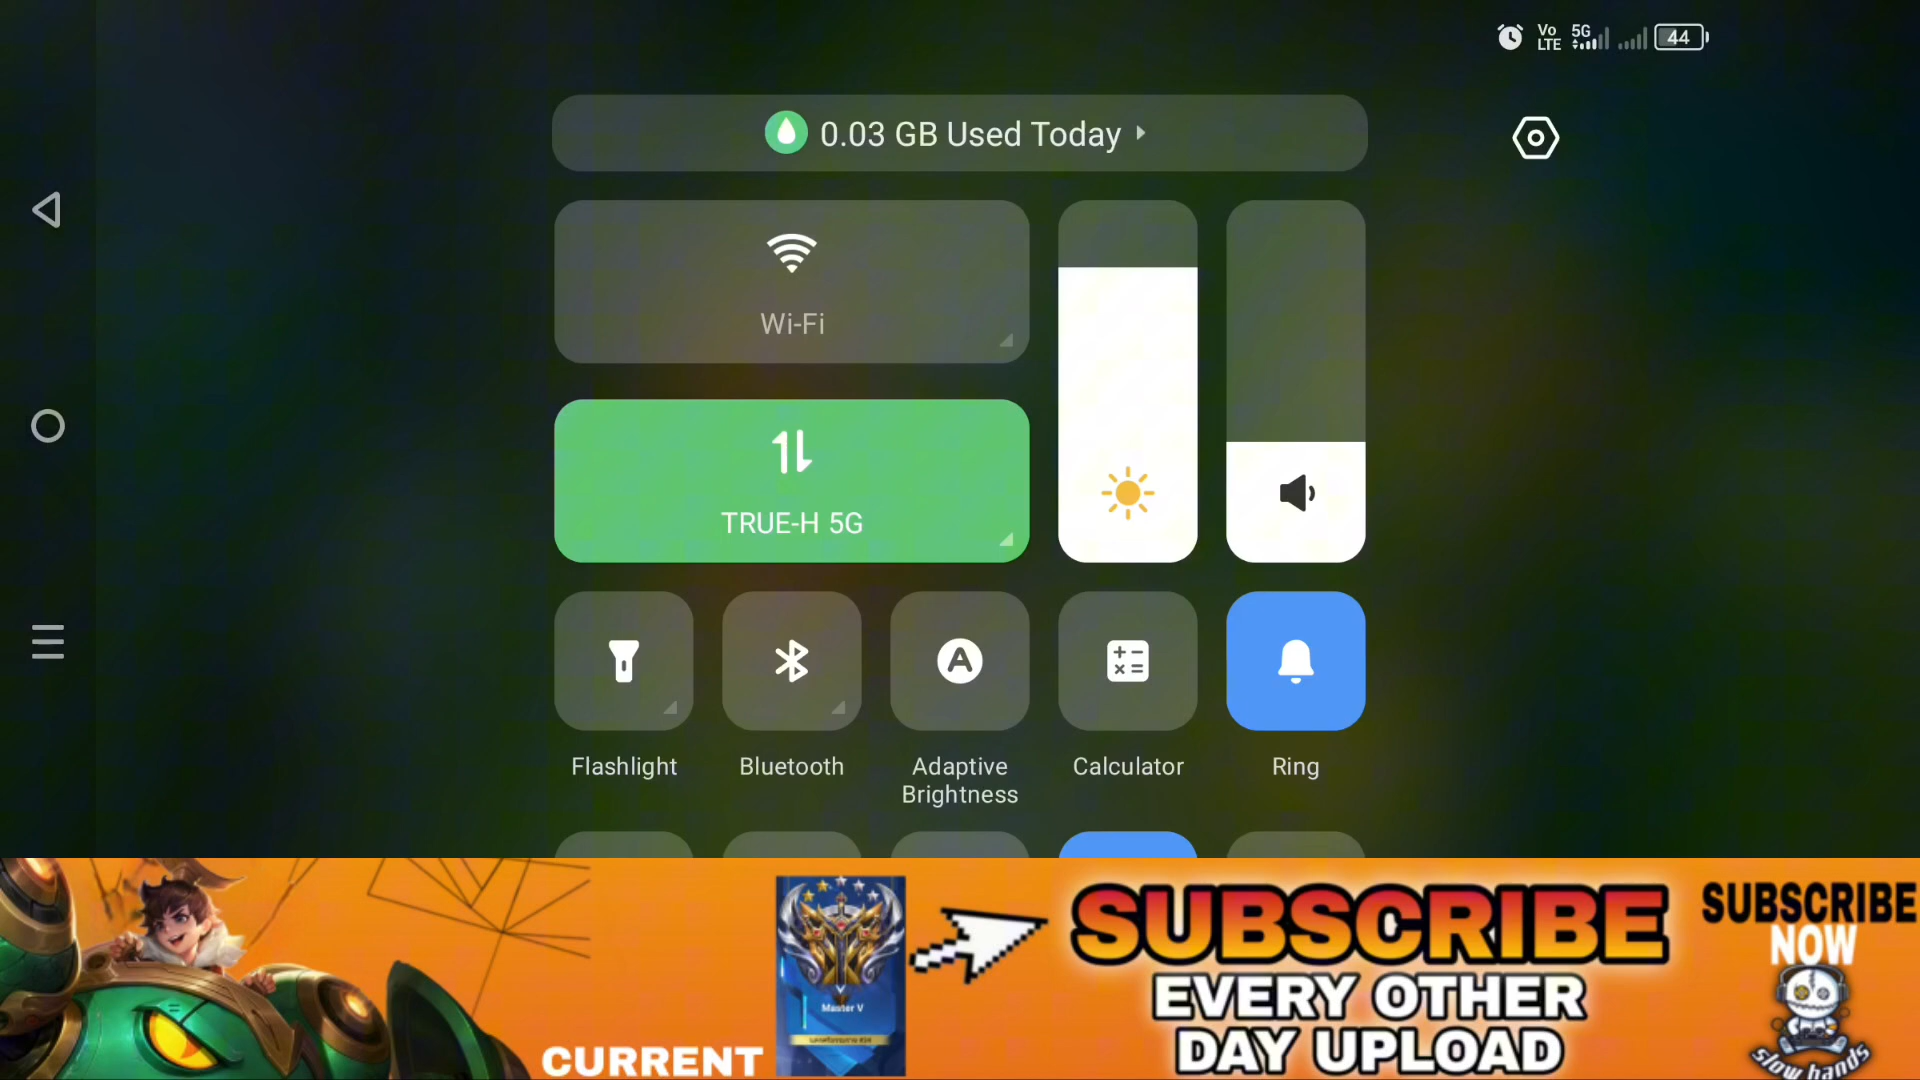 Vo
LTE
5G
44
0.03 GB Used Today
Wi-Fi
TRUE-H 5G
Flashlight
Bluetooth
Adaptive
Brightness
Calculator
Ring
CURRENT
Master V
SUBSCRIBE
EVERY OTHER
DAY UPLOAD
SUBSCRIBE
NOW
slow hands